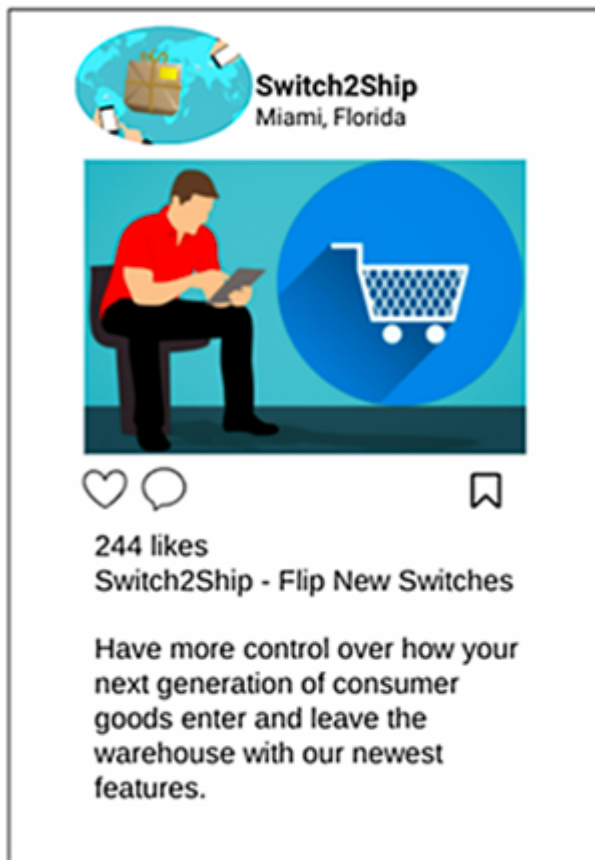 Switch2Ship
Miami, Florida
244 likes
Switch2Ship - Flip New Switches
Have more control over how your
next generation of consumer
goods enter and leave the
warehouse with our newest
features.